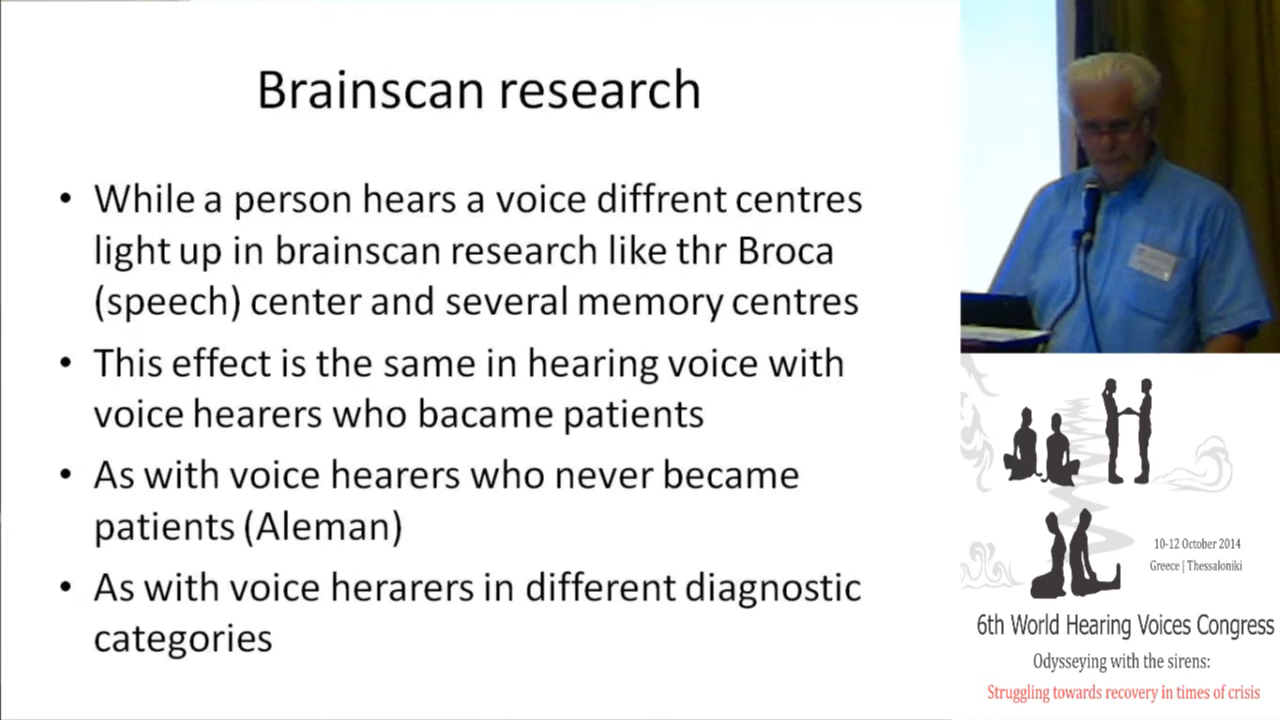 Brainscan research
• While a person hears a voice diffrent centres
light up in brainscan research like thr Broca
(speech) center and several memory centres
• This effect is the same in hearing voice with
voice hearers who bacame patients
• As with voice hearers who never became
patients (Aleman)
• As with voice herarers in different diagnostic
categories
10-12 October 2014
Greece | Thessaloniki
6th World Hearing Voices Congress
Odysseying with the sirens:
Struggling towards recovery in times of crisis